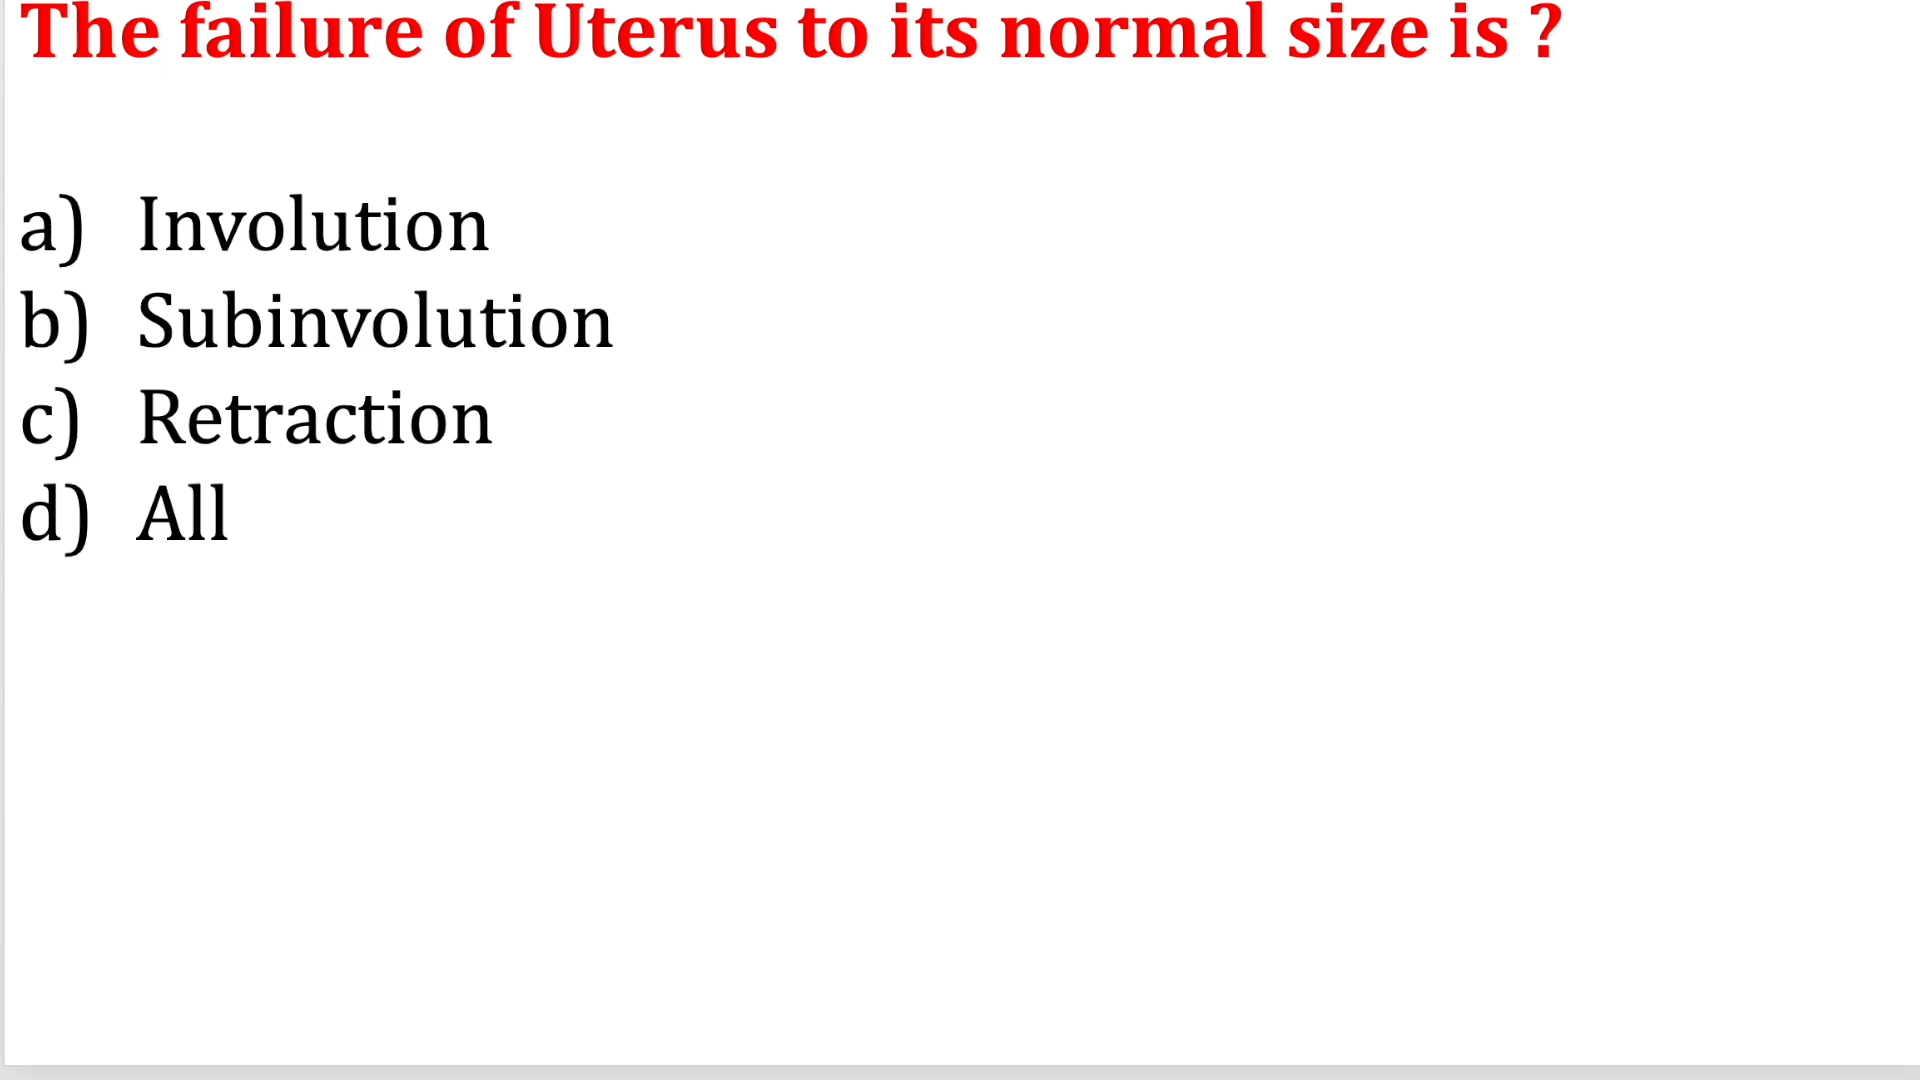 The failure of Uterus to its normal size is ?
a) Involution
b) Subinvolution
c) Retraction
d) All